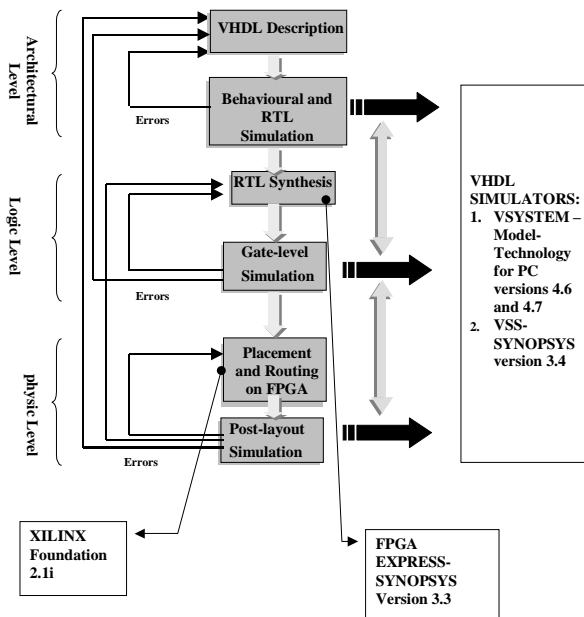 Architectural
Level
VHDL Description
Behavioural and
RTL
Simulation
Errors
Logic Level
RTL Synthesis
Gate-level
Simulation
Errors
physic Level
Placement
and Routing
on FPGA
Post-layout
Simulation
Errors
VHDL
SIMULATORS:
1. VSYSTEM –
Model-
Technology
for PC
versions 4.6
and 4.7
2. VSS-
SYNOPSYS
version 3.4
XILINX
Foundation
2.1i
FPGA
EXPRESS-
SYNOPSYS
Version 3.3